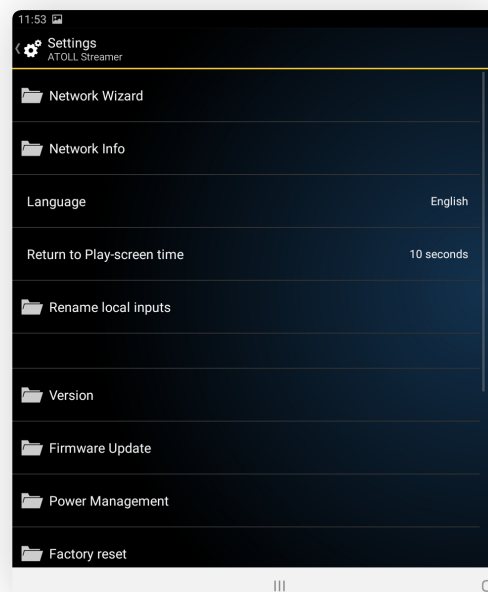 11:53
Settings
ATOLL Streamer
Network Wizard
Network Info
Language English
Return to Play-screen time 10 seconds
Rename local inputs
Version
Firmware Update
Power Management
Factory reset